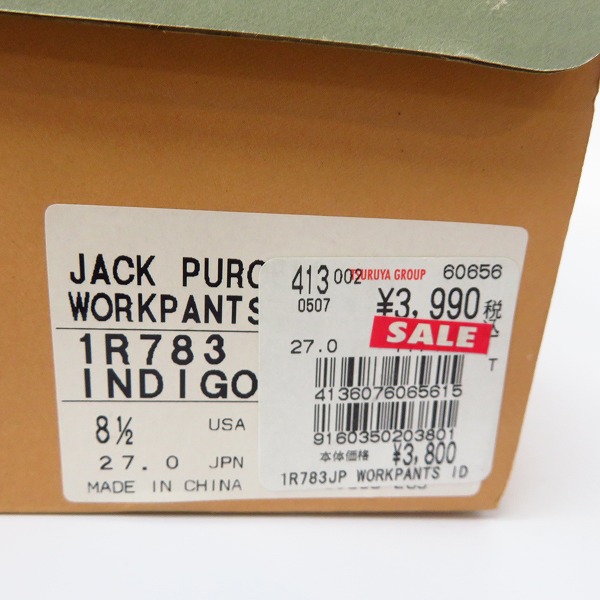 JACK PURC
WORKPANTS
1R783
INDIGO
8½ USA
27.0 JPN
MADE IN CHINA
413 002 TSURUYA GROUP 60656
0507 ¥3,990 税込
SALE
27.0
T
4136076065615
9160350203801
本体価格 ¥3,800
1R783JP WORKPANTS ID